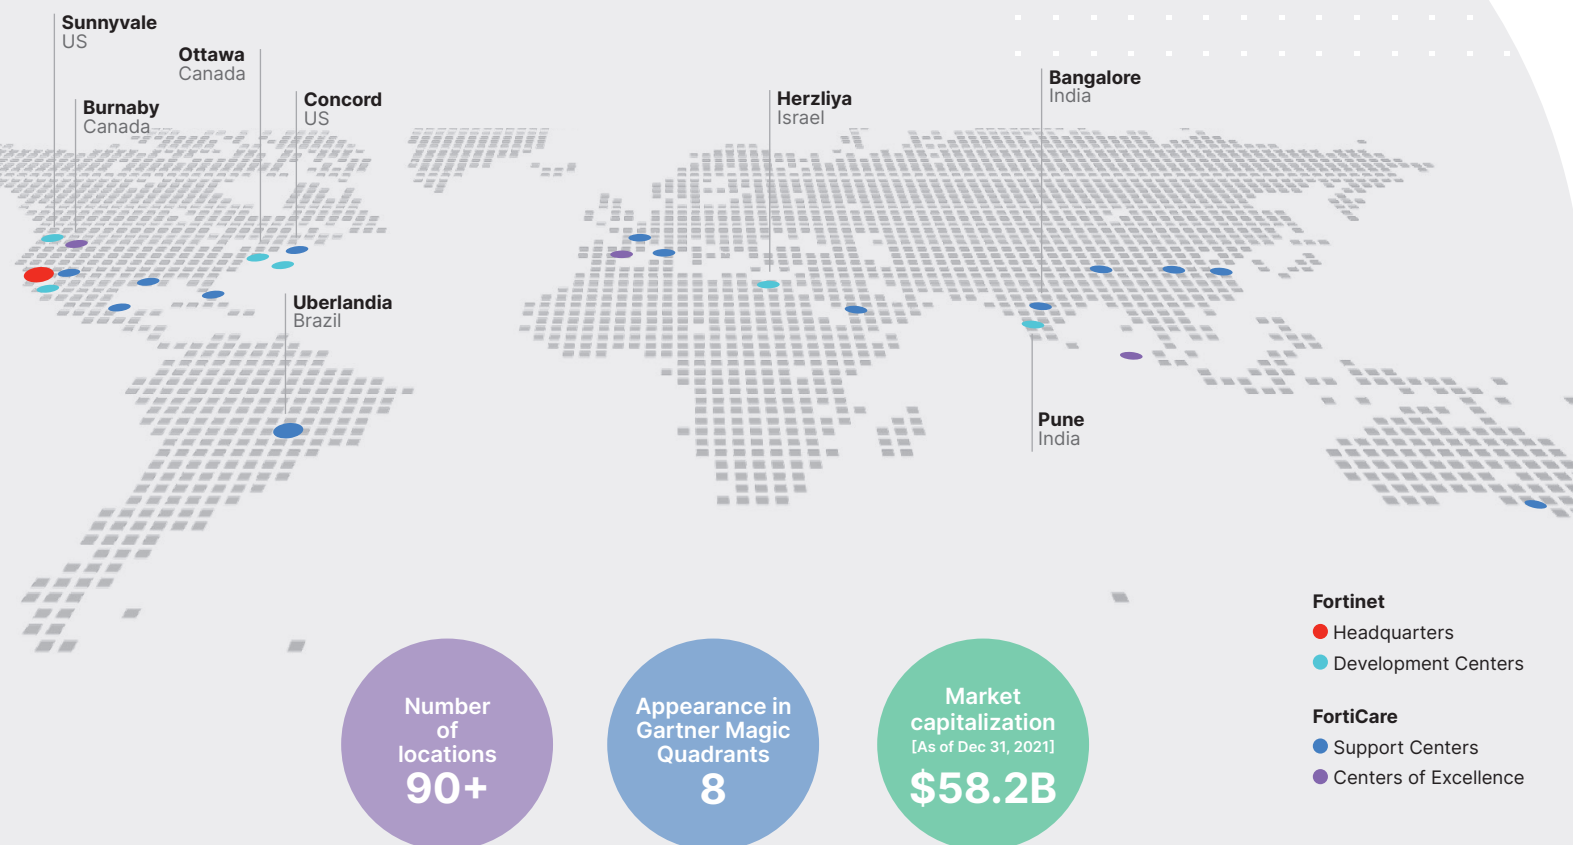 Sunnyvale
US
Ottawa
Canada
Burnaby
Canada
Concord
US
Herzliya
Israel
Bangalore
India
Uberlandia
Brazil
Pune
India
Number
of
locations
90+
Appearance in
Gartner Magic
Quadrants
8
Market
capitalization
[As of Dec 31, 2021]
$58.2B
Fortinet
Headquarters
Development Centers
FortiCare
Support Centers
Centers of Excellence